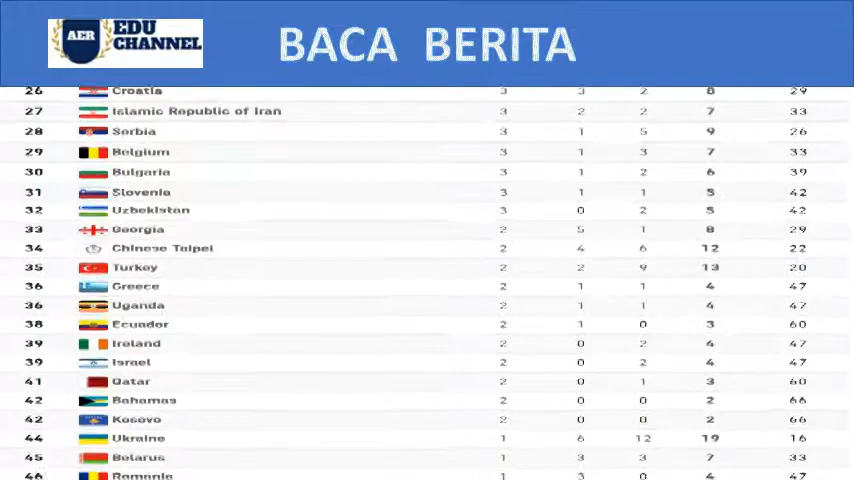 AER
EDU
CHANNEL
BACA BERITA
26 Croatia 3 3 2 8 29
27 Islamic Republic of Iran 3 2 2 7 33
28 Serbia 3 1 5 9 26
29 Belgium 3 1 3 7 33
30 Bulgaria 3 1 2 6 39
31 Slovenia 3 1 1 5 42
32 Uzbekistan 3 0 2 5 42
33 Georgia 2 5 1 8 29
34 Chinese Taipei 2 4 6 12 22
35 Turkey 2 2 9 13 20
36 Greece 2 1 1 4 47
36 Uganda 2 1 1 4 47
38 Ecuador 2 1 0 3 60
39 Ireland 2 0 2 4 47
39 Israel 2 0 2 4 47
41 Qatar 2 0 1 3 60
42 Bahamas 2 0 0 2 66
42 Kosovo 2 0 0 2 66
44 Ukraine 1 6 12 19 16
45 Belarus 1 3 3 7 33
46 Romania 1 3 0 4 47